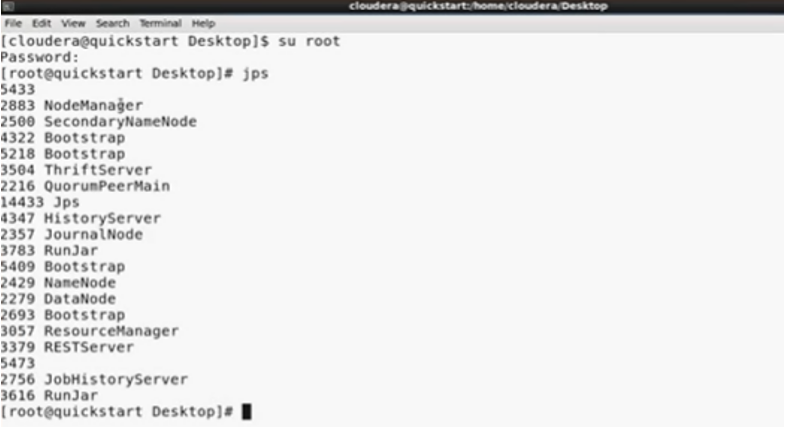 cloudera@quickstart:/home/cloudera/Desktop
File Edit View Search Terminal Help
[cloudera@quickstart Desktop]$ su root
Password:
[root@quickstart Desktop]# jps
5433
2883 NodeManager
2500 SecondaryNameNode
4322 Bootstrap
5218 Bootstrap
3504 ThriftServer
2216 QuorumPeerMain
14433 Jps
4347 HistoryServer
2357 JournalNode
3783 RunJar
5409 Bootstrap
2429 NameNode
2279 DataNode
2693 Bootstrap
3057 ResourceManager
3379 RESTServer
5473
2756 JobHistoryServer
3616 RunJar
[root@quickstart Desktop]#